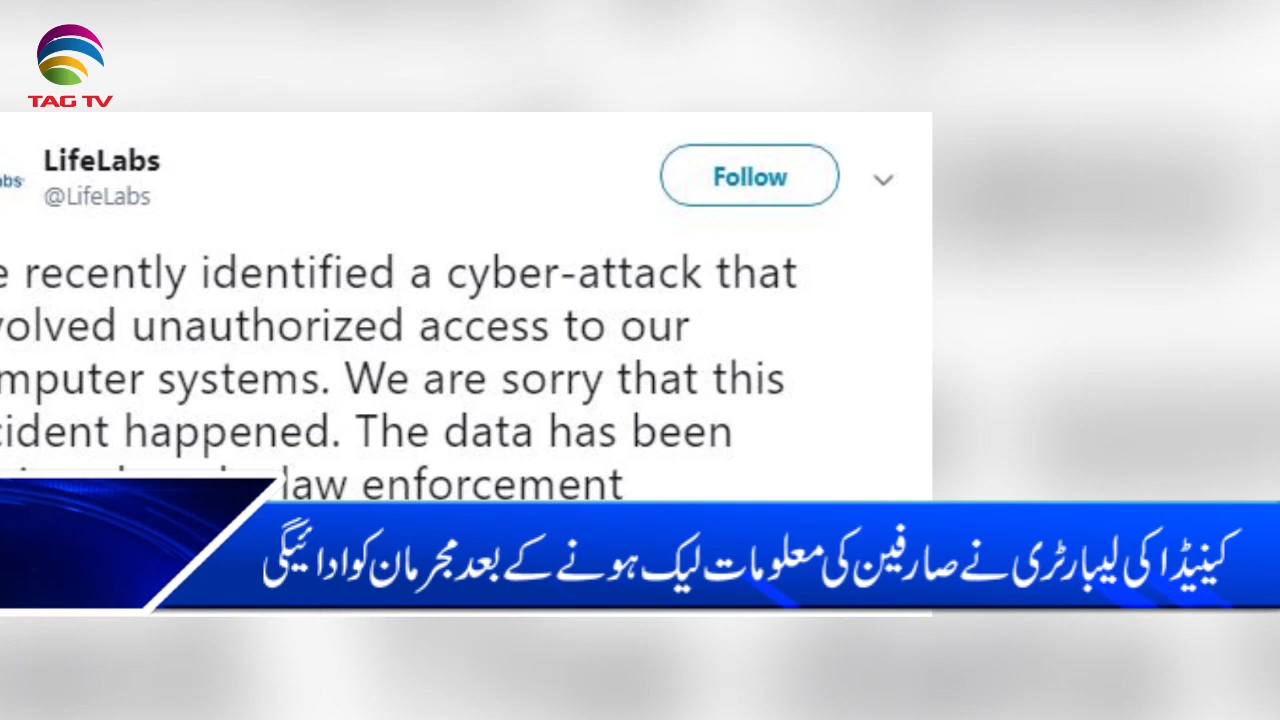 TAG TV
LifeLabs
@LifeLabs
Follow
recently identified a cyber-attack that
unauthorized access to our
systems. We are sorry that this
happened. The data has been
law enforcement
کینیڈا کی لیبارٹری نے صارفین کی معلومات لیک ہونے کے بعد مجرمان کو ادائیگی